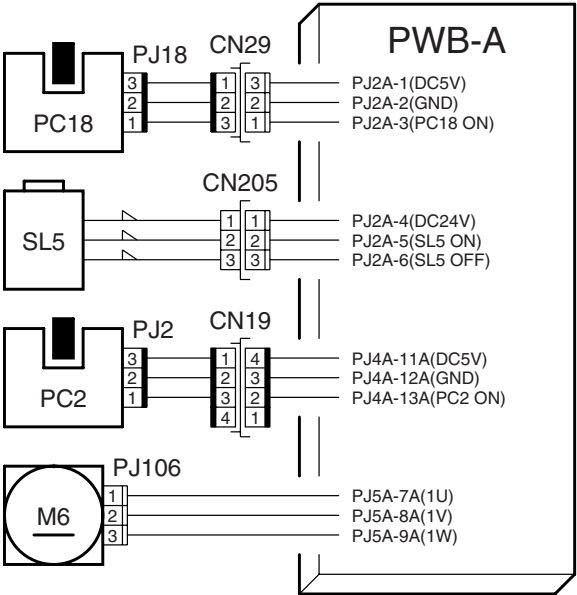 PWB-A
PJ18 CN29
3 1 3 PJ2A-1(DC5V)
2 2 2 PJ2A-2(GND)
1 3 1 PJ2A-3(PC18 ON)
PC18
CN205
1 1 PJ2A-4(DC24V)
2 2 PJ2A-5(SL5 ON)
3 3 PJ2A-6(SL5 OFF)
SL5
PJ2 CN19
3 1 4 PJ4A-11A(DC5V)
2 2 3 PJ4A-12A(GND)
1 3 2 PJ4A-13A(PC2 ON)
4 1
PC2
PJ106
1 PJ5A-7A(1U)
2 PJ5A-8A(1V)
3 PJ5A-9A(1W)
M6